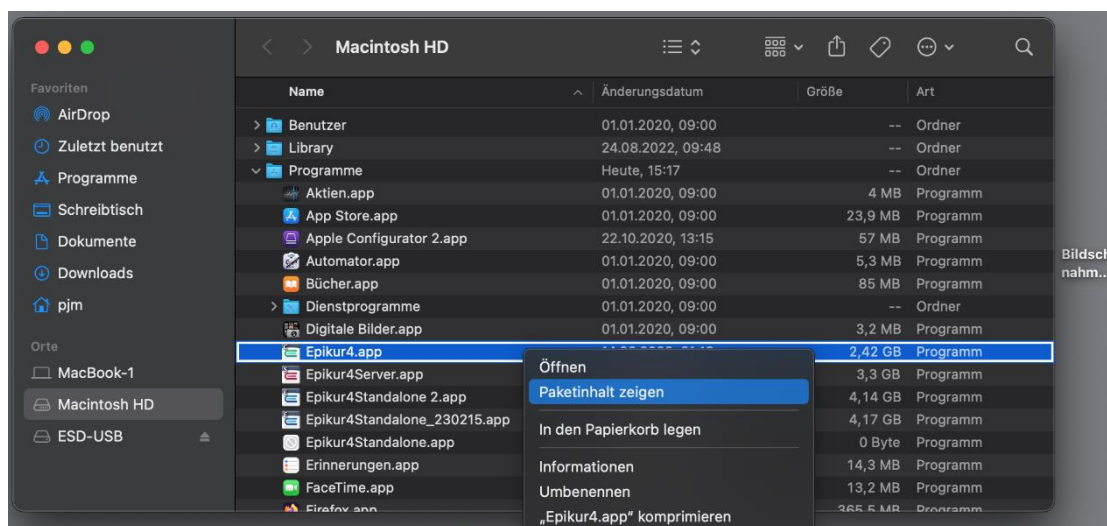 Macintosh HD
Favoriten
AirDrop
Zuletzt benutzt
Programme
Schreibtisch
Dokumente
Downloads
pjm
Orte
MacBook-1
Macintosh HD
ESD-USB
Name Änderungsdatum Größe Art
Benutzer 01.01.2020, 09:00 -- Ordner
Library 24.08.2022, 09:48 -- Ordner
Programme Heute, 15:17 -- Ordner
Aktien.app 01.01.2020, 09:00 4 MB Programm
App Store.app 01.01.2020, 09:00 23,9 MB Programm
Apple Configurator 2.app 22.10.2020, 13:15 57 MB Programm
Automator.app 01.01.2020, 09:00 5,3 MB Programm
Bücher.app 01.01.2020, 09:00 85 MB Programm
Dienstprogramme 01.01.2020, 09:00 -- Ordner
Digitale Bilder.app 01.01.2020, 09:00 3,2 MB Programm
Epikur4.app 2,42 GB Programm
Epikur4Server.app 3,3 GB Programm
Epikur4Standalone 2.app 4,14 GB Programm
Epikur4Standalone_230215.app 4,17 GB Programm
Epikur4Standalone.app 0 Byte Programm
Erinnerungen.app 14,3 MB Programm
FaceTime.app 13,2 MB Programm
Firefox.app 365,5 MB Programm
Öffnen
Paketinhalt zeigen
In den Papierkorb legen
Informationen
Umbenennen
„Epikur4.app“ komprimieren
Bildsch
nahm...